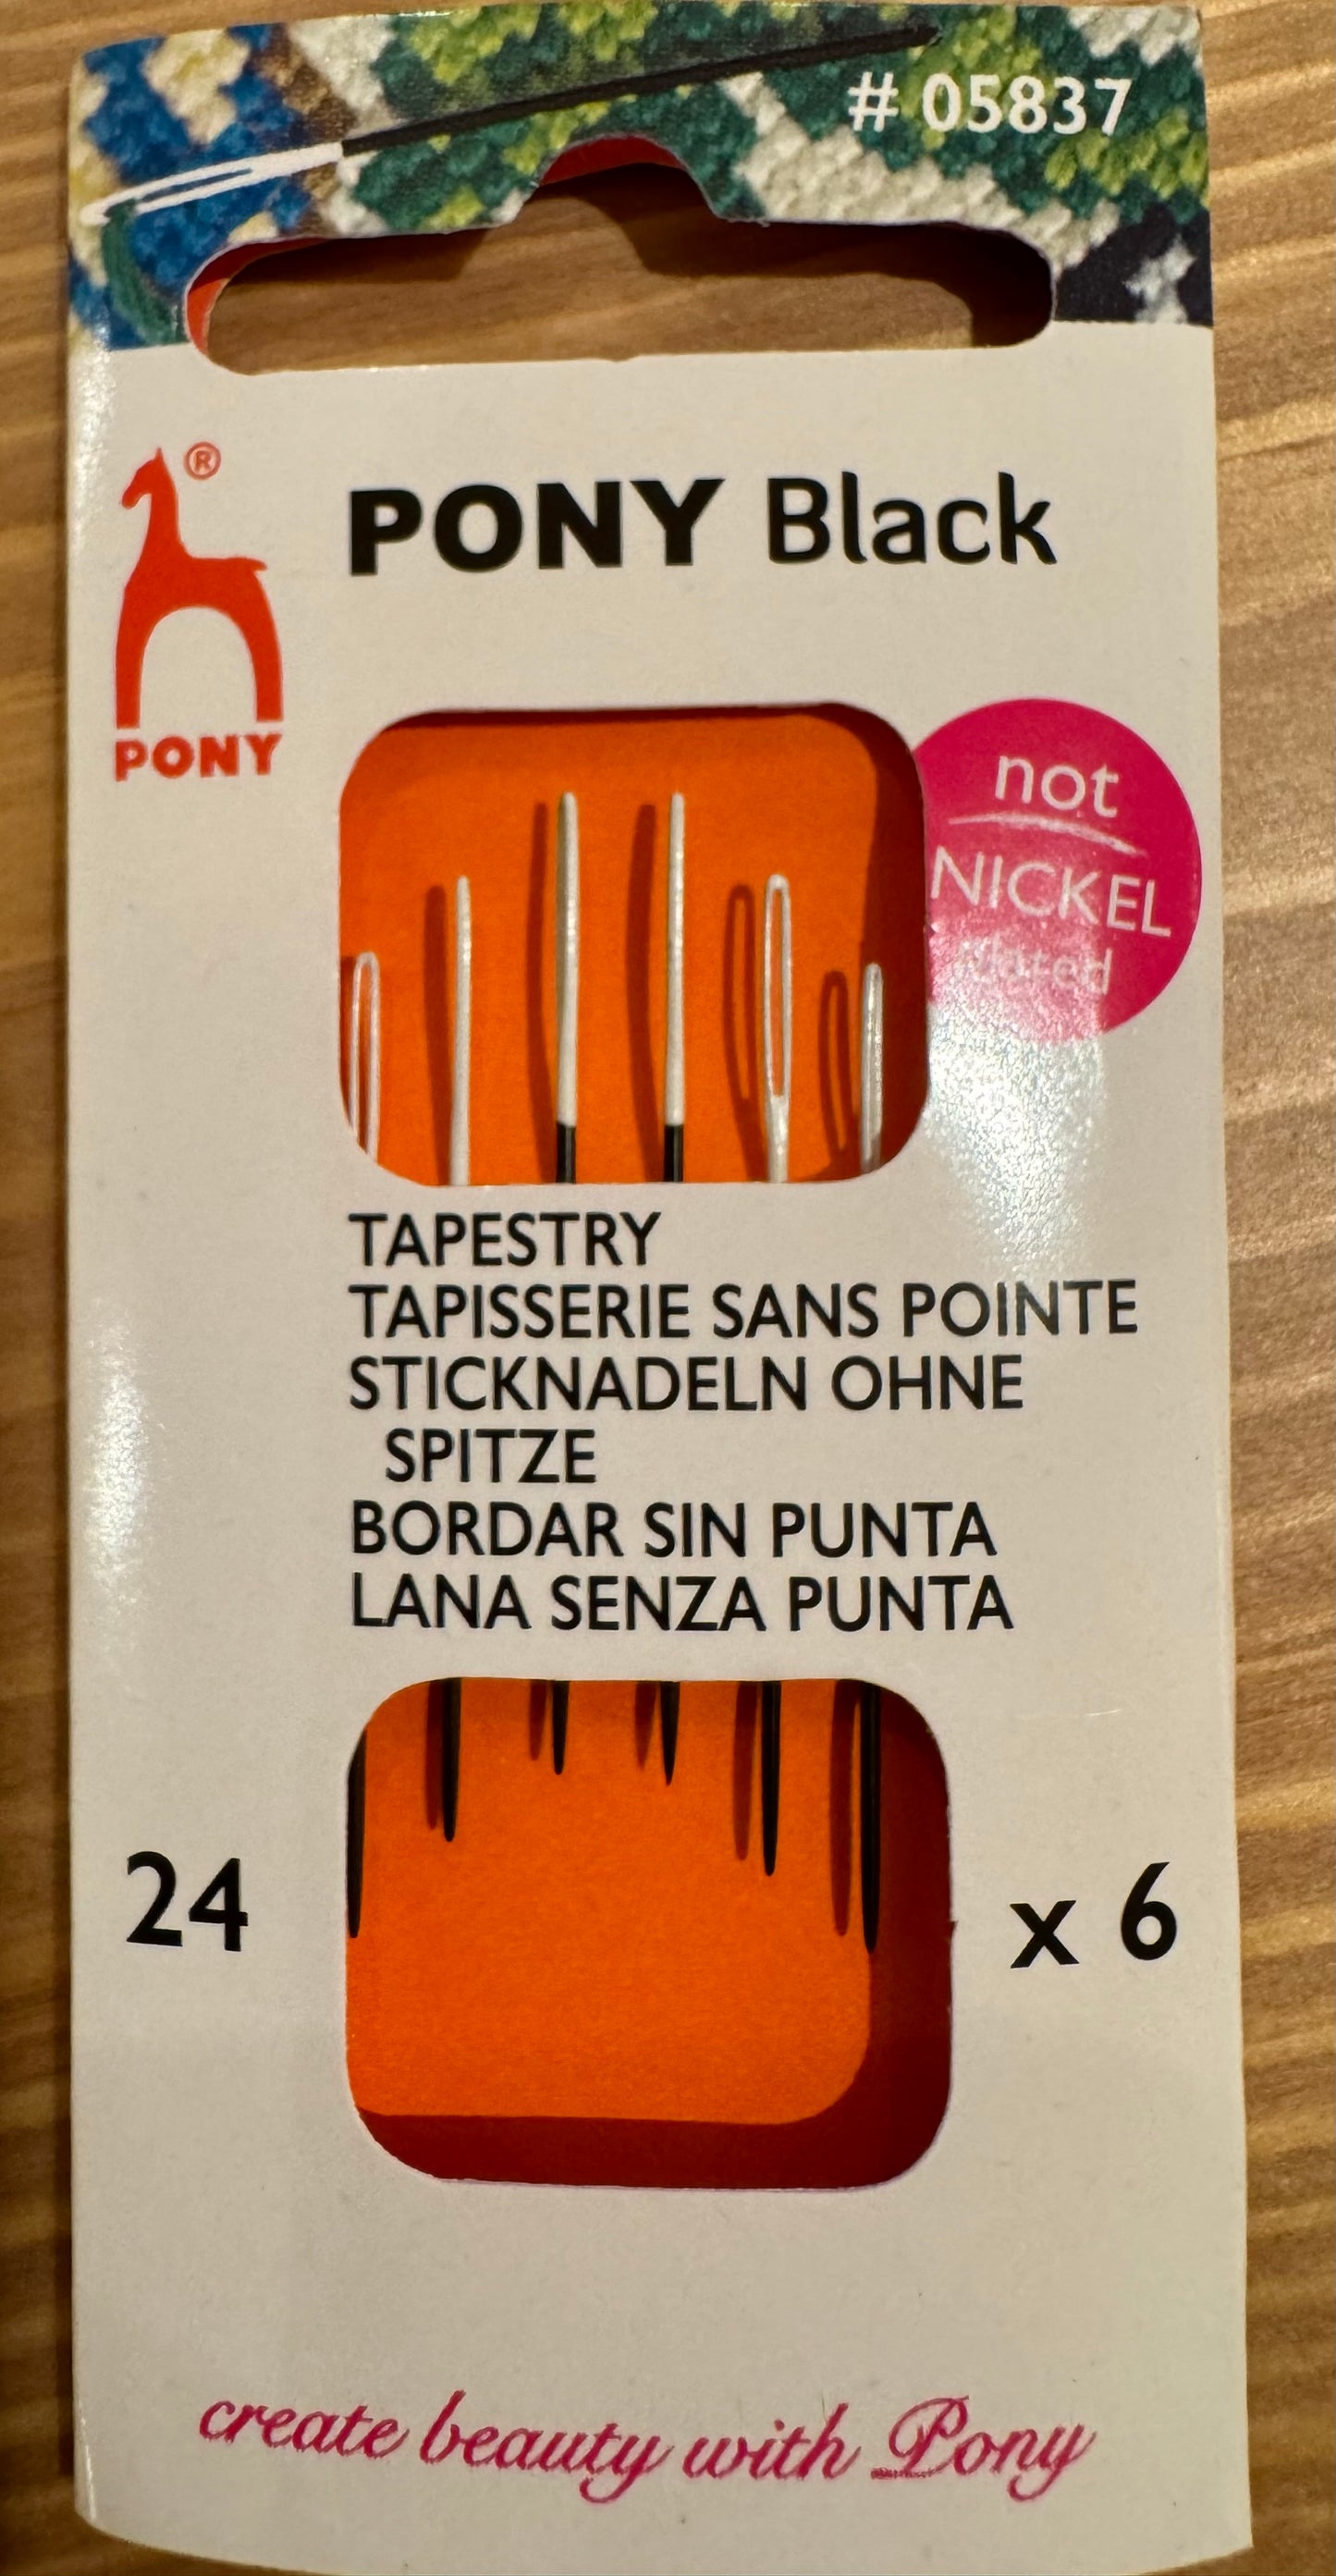 # 05837
®
PONY
PONY Black
not
NICKEL
plated
TAPESTRY
TAPISSERIE SANS POINTE
STICKNADELN OHNE
SPITZE
BORDAR SIN PUNTA
LANA SENZA PUNTA
24
x 6
create beauty with Pony